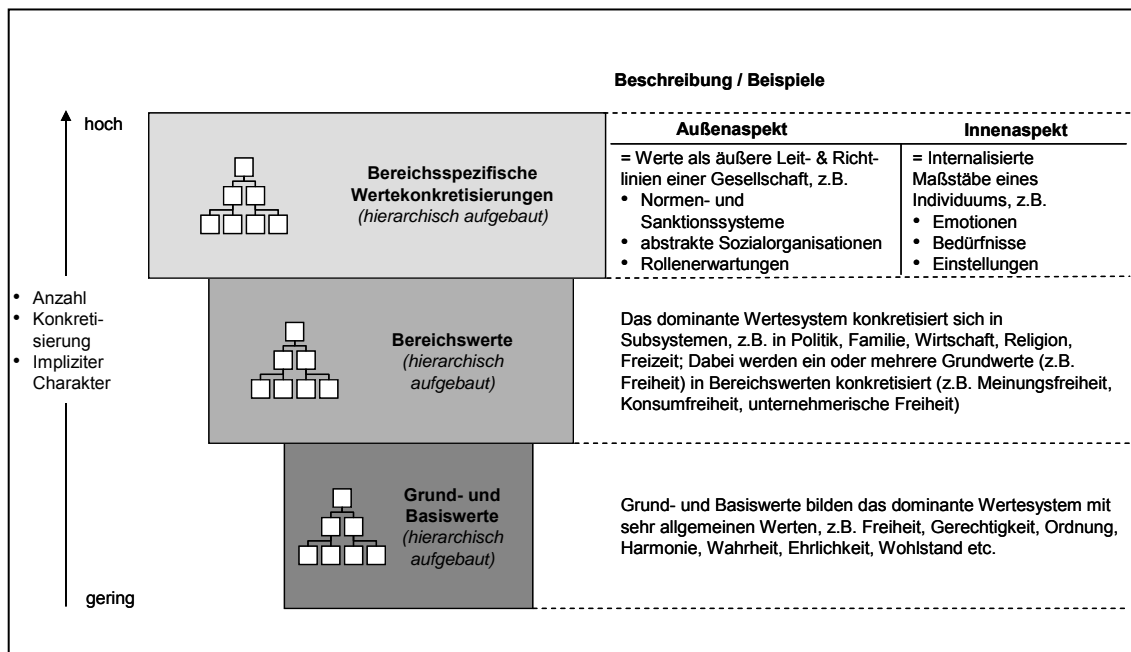 Beschreibung / Beispiele
hoch
Außenaspekt
Innenaspekt
Bereichsspezifische
Wertekonkretisierungen
(hierarchisch aufgebaut)
= Werte als äußere Leit- & Richt-
linien einer Gesellschaft, z.B.
• Normen- und
Sanktionssysteme
• abstrakte Sozialorganisationen
• Rollenerwartungen
= Internalisierte
Maßstäbe eines
Individuums, z.B.
• Emotionen
• Bedürfnisse
• Einstellungen
• Anzahl
• Konkreti-
sierung
• Impliziter
Charakter
Bereichswerte
(hierarchisch
aufgebaut)
Das dominante Wertesystem konkretisiert sich in
Subsystemen, z.B. in Politik, Familie, Wirtschaft, Religion,
Freizeit; Dabei werden ein oder mehrere Grundwerte (z.B.
Freiheit) in Bereichswerten konkretisiert (z.B. Meinungsfreiheit,
Konsumfreiheit, unternehmerische Freiheit)
Grund- und
Basiswerte
(hierarchisch
aufgebaut)
Grund- und Basiswerte bilden das dominante Wertesystem mit
sehr allgemeinen Werten, z.B. Freiheit, Gerechtigkeit, Ordnung,
Harmonie, Wahrheit, Ehrlichkeit, Wohlstand etc.
gering